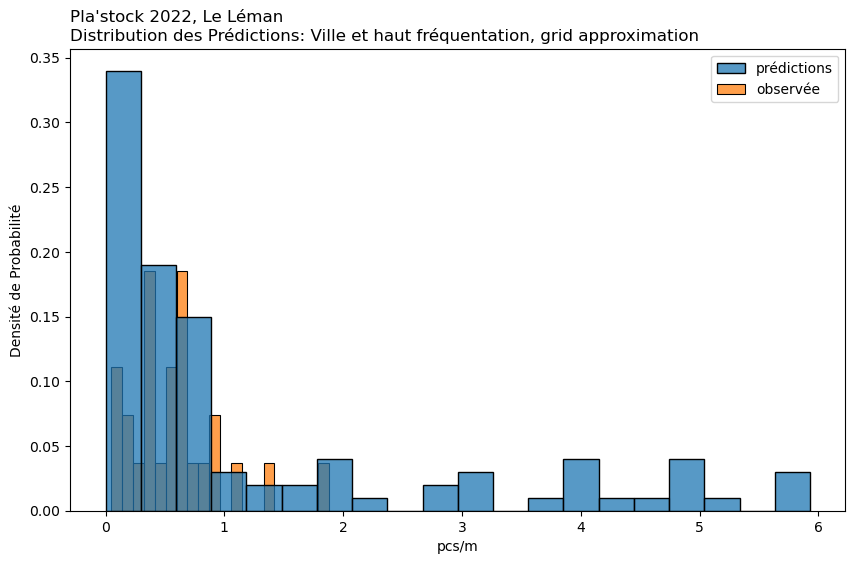 Pla'stock 2022, Le Léman
Distribution des Prédictions: Ville et haut fréquentation, grid approximation
prédictions
observée
Densité de Probabilité
0.35
0.30
0.25
0.20
0.15
0.10
0.05
0.00
0 1 2 3 4 5 6
pcs/m